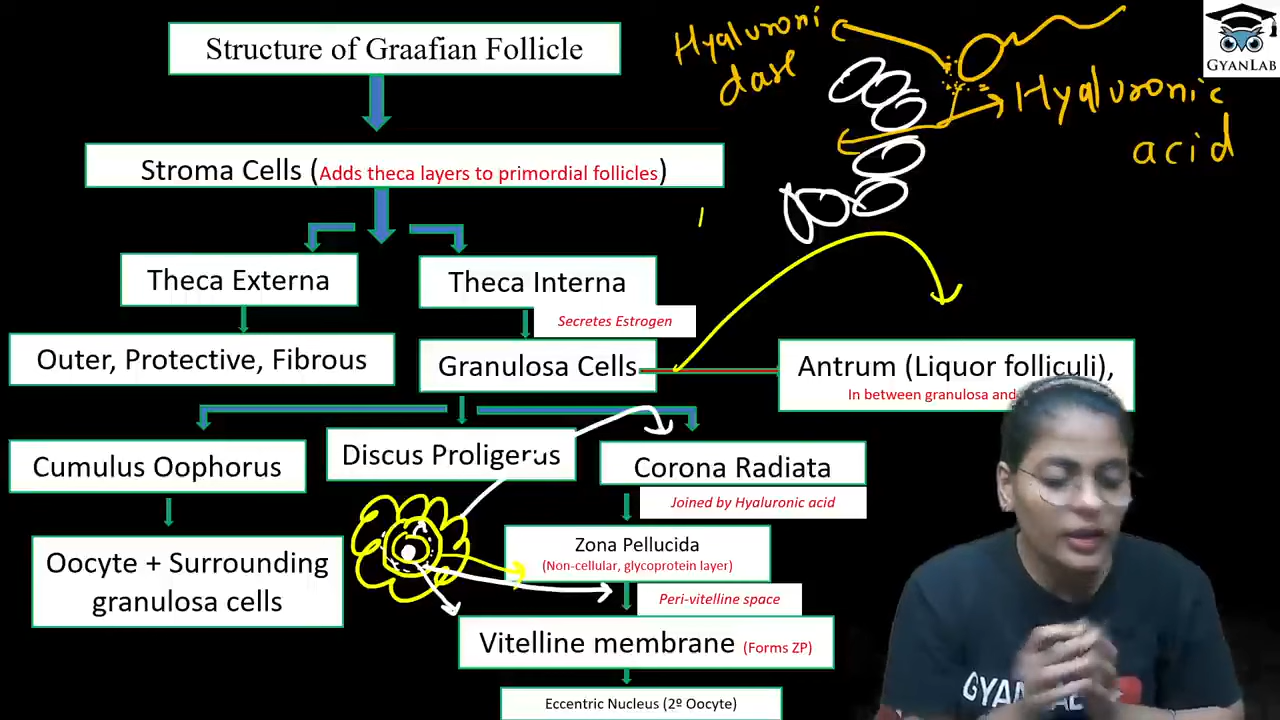 Structure of Graafian Follicle
Hyaluroni
dase
Hyaluronic
acid
GYANLAB
Stroma Cells (Adds theca layers to primordial follicles)
Theca Externa
Theca Interna
Secretes Estrogen
Outer, Protective, Fibrous
Granulosa Cells
Antrum (Liquor folliculi),
In between granulosa and
Cumulus Oophorus
Discus Proligerus
Corona Radiata
Joined by Hyaluronic acid
Oocyte + Surrounding
granulosa cells
Zona Pellucida
(Non-cellular, glycoprotein layer)
Peri-vitelline space
Vitelline membrane (Forms ZP)
Eccentric Nucleus (2º Oocyte)